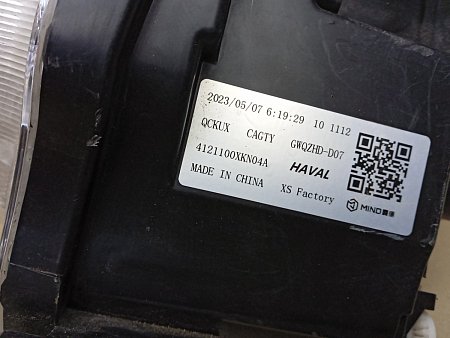 2023/05/07 6:19:29 10 1112
QCKUX CAGTY GWQZHD-D07
4121100XKN04A HAVAL
MADE IN CHINA XS Factory
MIND